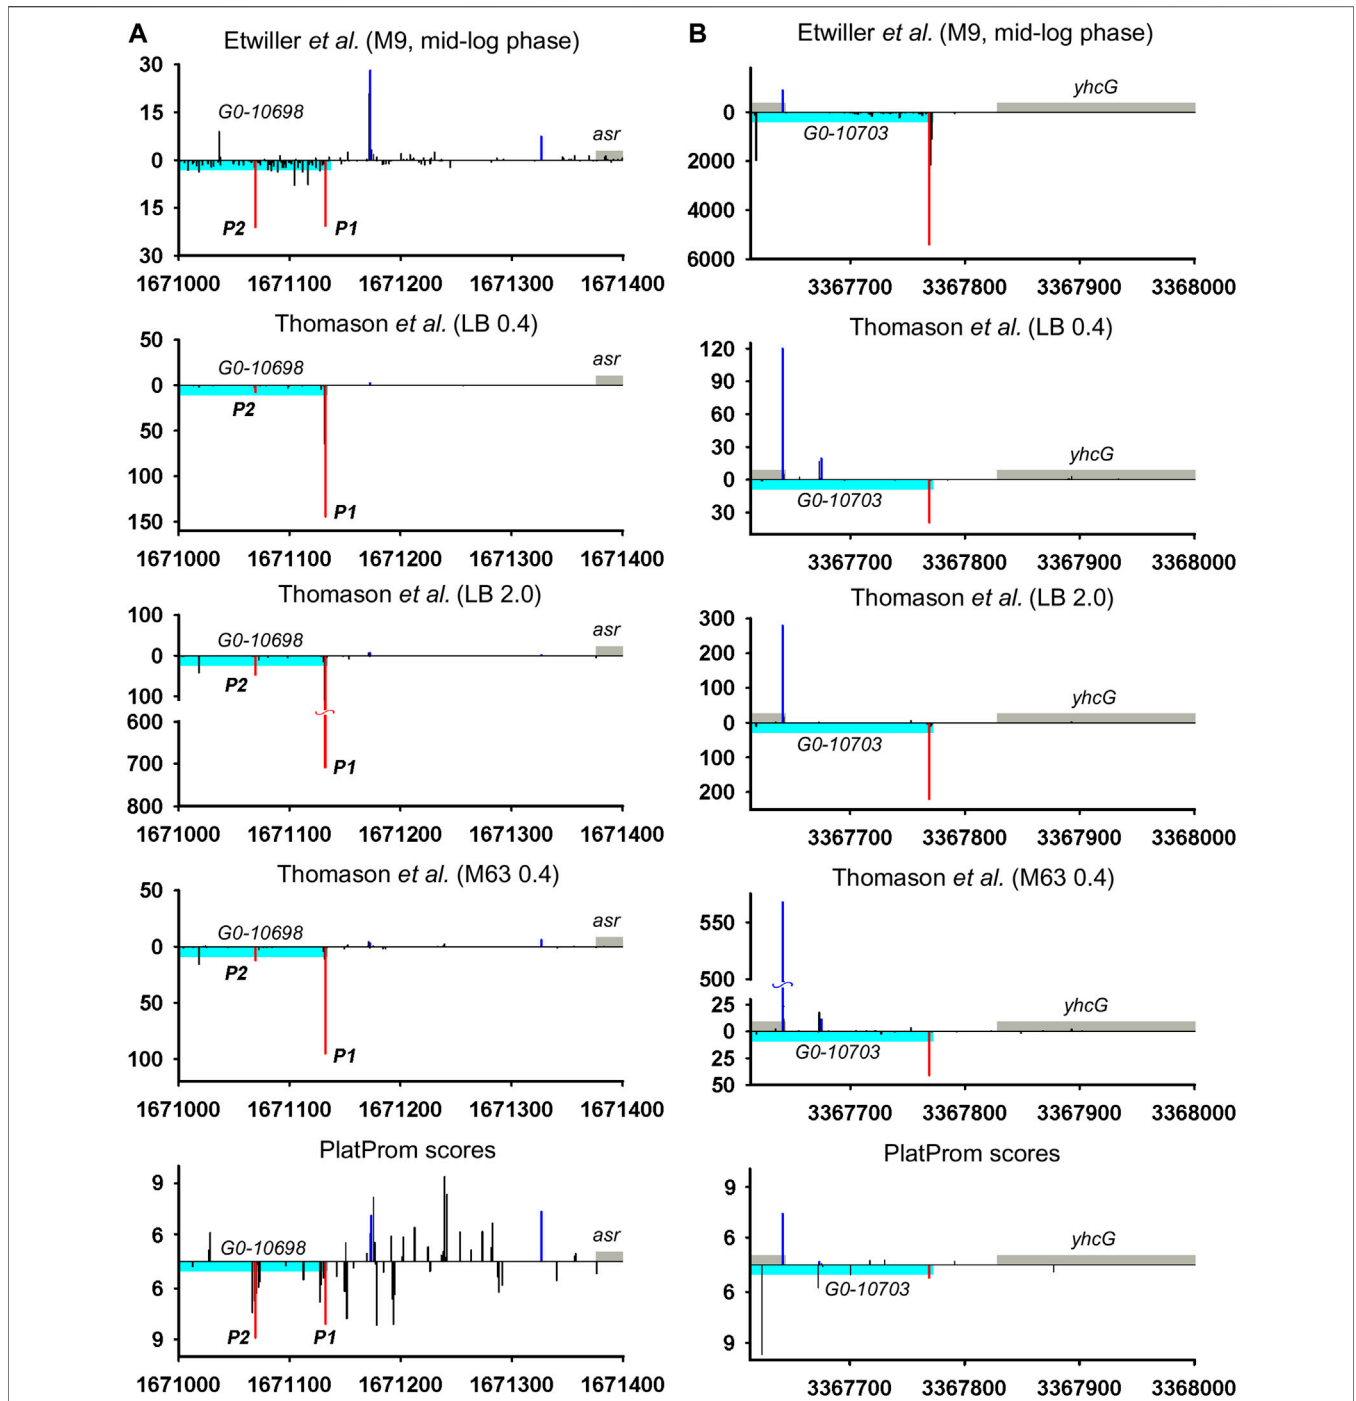 A
Etwiller et al. (M9, mid-log phase)
30
15
0
15
30
G0-10698
asr
P2
P1
1671000 1671100 1671200 1671300 1671400
Thomason et al. (LB 0.4)
50
0
50
100
150
G0-10698
asr
P2
P1
1671000 1671100 1671200 1671300 1671400
Thomason et al. (LB 2.0)
100
0
100
600
700
800
G0-10698
asr
P2
P1
1671000 1671100 1671200 1671300 1671400
Thomason et al. (M63 0.4)
50
0
50
100
G0-10698
asr
P2
P1
1671000 1671100 1671200 1671300 1671400
PlatProm scores
9
6
6
9
G0-10698
asr
P2
P1
1671000 1671100 1671200 1671300 1671400
B
Etwiller et al. (M9, mid-log phase)
0
2000
4000
6000
yhcG
G0-10703
3367700 3367800 3367900 3368000
Thomason et al. (LB 0.4)
120
90
60
30
0
30
yhcG
G0-10703
3367700 3367800 3367900 3368000
Thomason et al. (LB 2.0)
300
200
100
0
100
200
yhcG
G0-10703
3367700 3367800 3367900 3368000
Thomason et al. (M63 0.4)
550
500
25
0
25
50
yhcG
G0-10703
3367700 3367800 3367900 3368000
PlatProm scores
9
6
6
9
yhcG
G0-10703
3367700 3367800 3367900 3368000